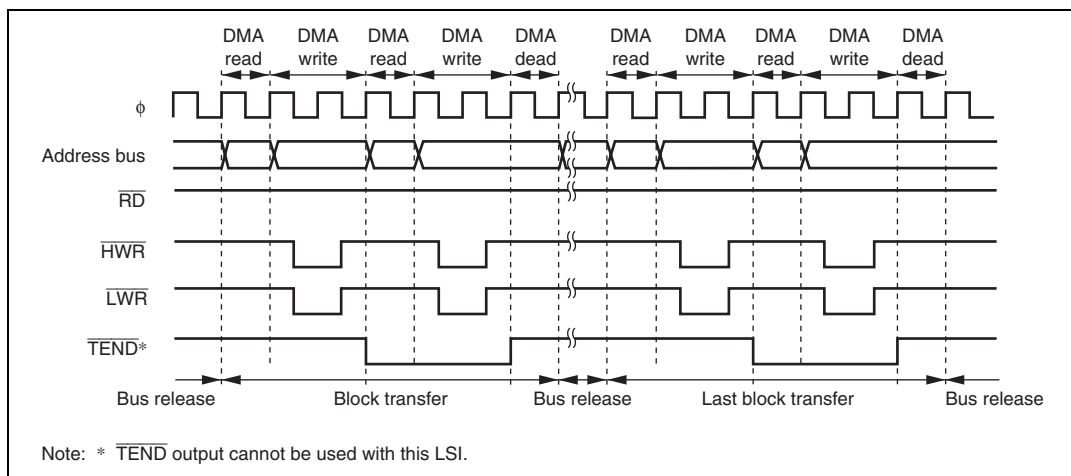 DMA read DMA write DMA read DMA write DMA dead DMA read DMA write DMA read DMA write DMA dead
ϕ
Address bus
RD
HWR
LWR
TEND*
Bus release Block transfer Bus release Last block transfer Bus release
Note: * TEND output cannot be used with this LSI.